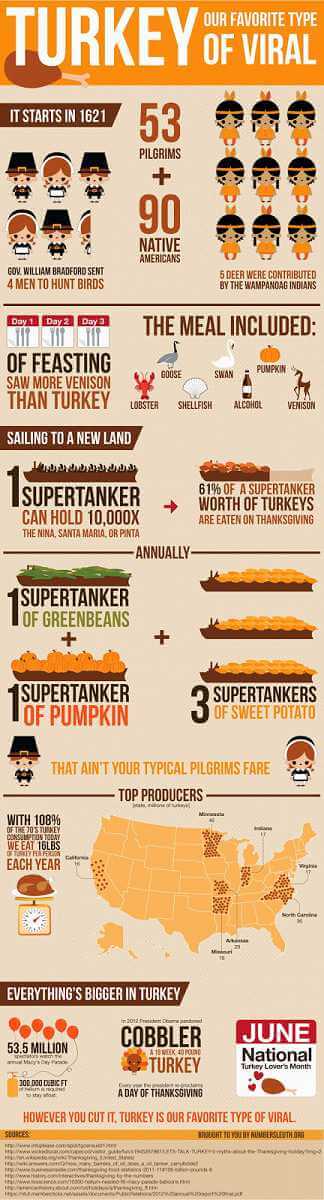 TURKEY
OUR FAVORITE TYPE
OF VIRAL
IT STARTS IN 1621
53
PILGRIMS
+
90
NATIVE
AMERICANS
GOV. WILLIAM BRADFORD SENT
4 MEN TO HUNT BIRDS
5 DEER WERE CONTRIBUTED
BY THE WAMPANOAG INDIANS
Day 1 Day 2 Day 3
OF FEASTING
SAW MORE VENISON
THAN TURKEY
THE MEAL INCLUDED:
GOOSE
SWAN
PUMPKIN
LOBSTER
SHELLFISH
ALCOHOL
VENISON
SAILING TO A NEW LAND
1 SUPERTANKER
CAN HOLD 10,000X
THE NINA, SANTA MARIA, OR PINTA
61% OF A SUPERTANKER
WORTH OF TURKEYS
ARE EATEN ON THANKSGIVING
ANNUALLY
1 SUPERTANKER
OF GREENBEANS
+
+
1 SUPERTANKER
OF PUMPKIN
3 SUPERTANKERS
OF SWEET POTATO
THAT AIN'T YOUR TYPICAL PILGRIMS FARE
TOP PRODUCERS
(state, millions of turkeys)
WITH 108%
OF THE 70'S TURKEY
CONSUMPTION TODAY
WE EAT 16LBS
OF TURKEY PER PERSON
EACH YEAR
Minnesota
Indiana
17
Virginia
17
California
16
North Carolina
Arkansas
Missouri
18
EVERYTHING'S BIGGER IN TURKEY
53.5 MILLION
spectators watch the
annual Macy's Day Parade
300,000 CUBIC FT
of helium is required
to stay afloat.
In 2012 President Obama pardoned
COBBLER
A 19 WEEK, 40 POUND
TURKEY
Every year the president re-proclaims
A DAY OF THANKSGIVING
JUNE
National
Turkey Lover's Month
HOWEVER YOU CUT IT, TURKEY IS OUR FAVORITE TYPE OF VIRAL.
SOURCES:
BROUGHT TO YOU BY NUMBERSLEUTH.ORG